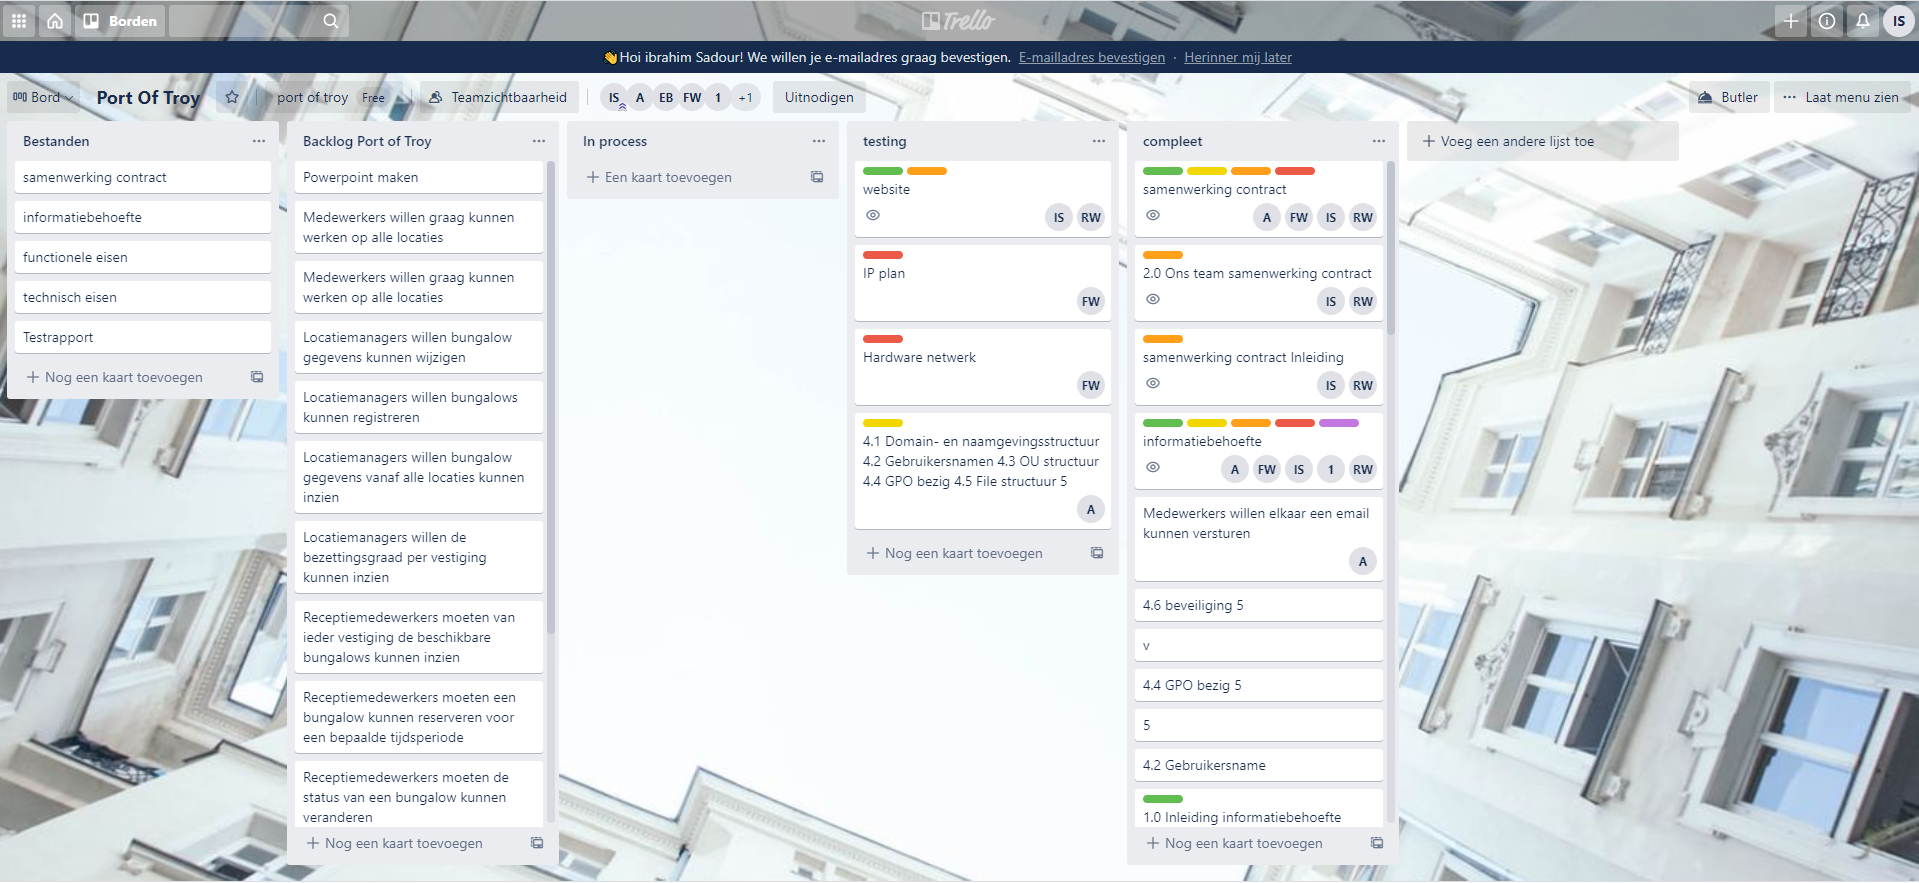 Borden
Trello
IS
👋Hoi ibrahim Sadour! We willen je e-mailadres graag bevestigen. E-mailladres bevestigen · Herinner mij later
Bord
Port Of Troy
port of troy Free
Teamzichtbaarheid
IS A EB FW 1 +1
Uitnodigen
Butler
Laat menu zien
Bestanden
samenwerking contract
informatiebehoefte
functionele eisen
technisch eisen
Testrapport
Nog een kaart toevoegen
Backlog Port of Troy
Powerpoint maken
Medewerkers willen graag kunnen
werken op alle locaties
Medewerkers willen graag kunnen
werken op alle locaties
Locatiemanagers willen bungalow
gegevens kunnen wijzigen
Locatiemanagers willen bungalows
kunnen registreren
Locatiemanagers willen bungalow
gegevens vanaf alle locaties kunnen
inzien
Locatiemanagers willen de
bezettingsgraad per vestiging
kunnen inzien
Receptiemedewerkers moeten van
ieder vestiging de beschikbare
bungalows kunnen inzien
Receptiemedewerkers moeten een
bungalow kunnen reserveren voor
een bepaalde tijdsperiode
Receptiemedewerkers moeten de
status van een bungalow kunnen
veranderen
Nog een kaart toevoegen
In process
Een kaart toevoegen
testing
website
IS RW
IP plan
FW
Hardware netwerk
FW
4.1 Domain- en naamgevingsstructuur
4.2 Gebruikersnamen 4.3 OU structuur
4.4 GPO bezig 4.5 File structuur 5
A
Nog een kaart toevoegen
compleet
samenwerking contract
A FW IS RW
2.0 Ons team samenwerking contract
IS RW
samenwerking contract Inleiding
IS RW
informatiebehoefte
A FW IS 1 RW
Medewerkers willen elkaar een email
kunnen versturen
A
4.6 beveiliging 5
v
4.4 GPO bezig 5
5
4.2 Gebruikersname
1.0 Inleiding informatiebehoefte
Nog een kaart toevoegen
Voeg een andere lijst toe